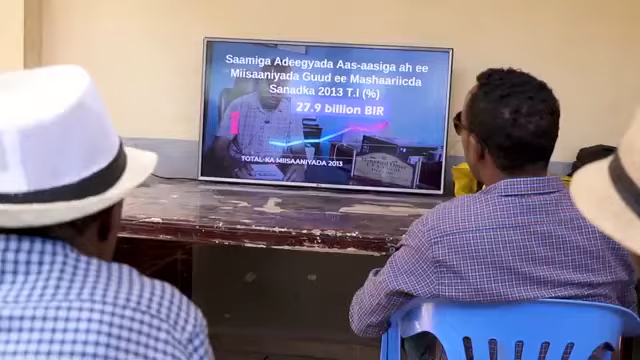 Saamiga Adeegyada Aas-aasiga ah ee
Miisaaniyada Guud ee Mashaariicda
Sanadka 2013 T.I (%)
27.9 billion BIR
TOTAL-KA MIISAANIYADA 2013